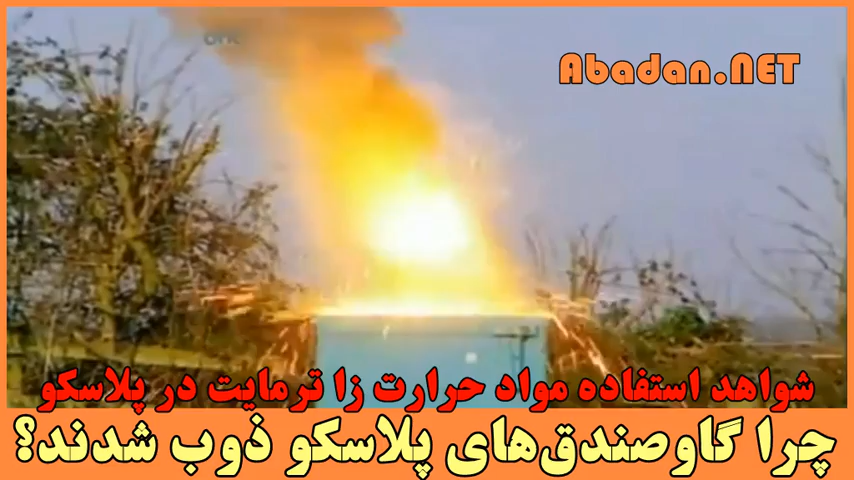 Abadan.NET
شواهد استفاده مواد حرارت زا ترمایت در پلاسکو
چرا گاوصندق‌های پلاسکو ذوب شدند؟